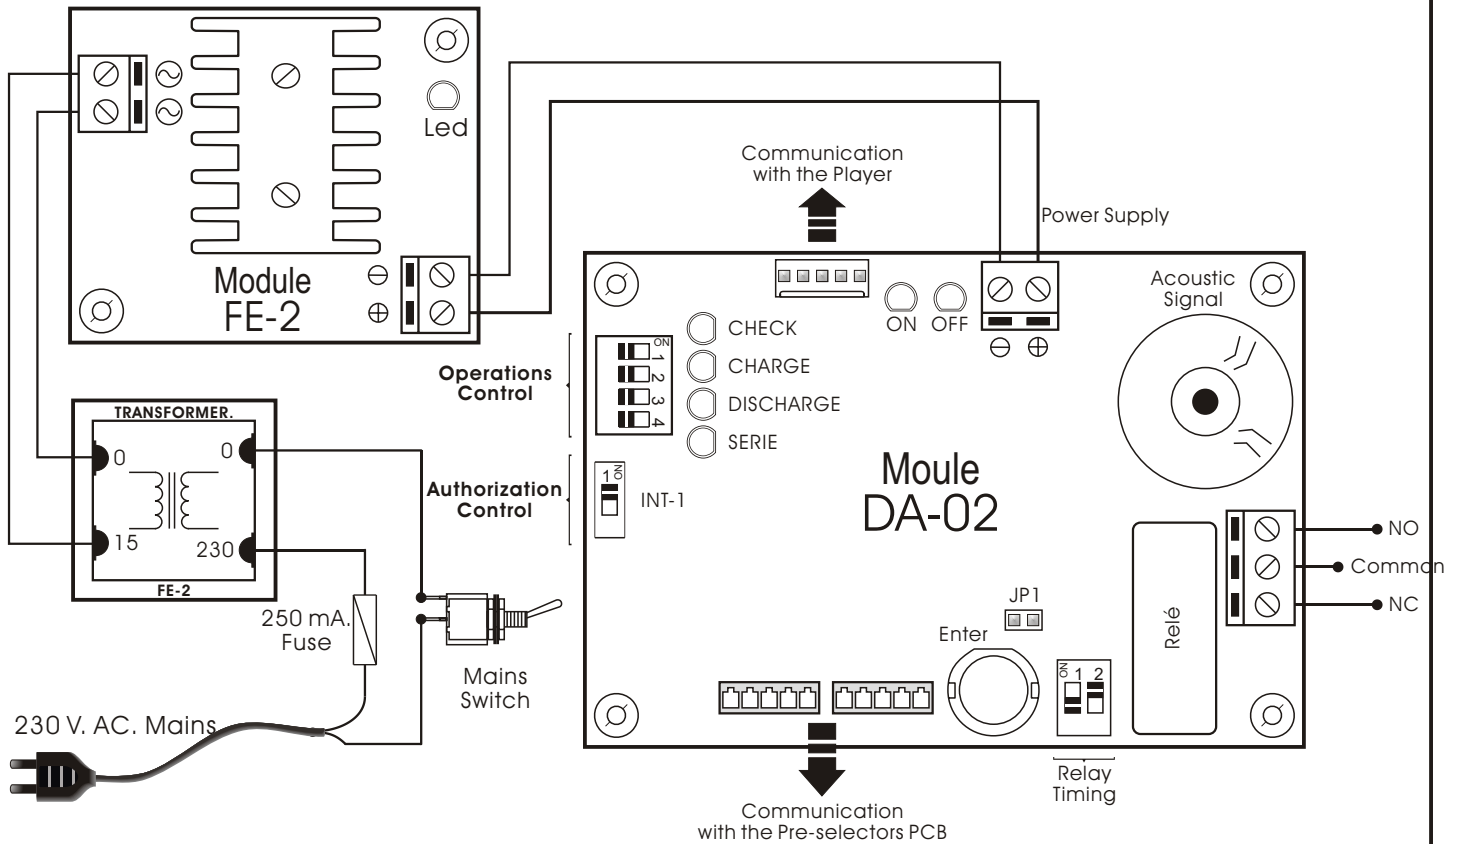 Led
Module
FE-2
⊖
⊕
Communication
with the Player
Power Supply
Acoustic
Signal
ON
OFF
⊖
⊕
CHECK
CHARGE
DISCHARGE
SERIE
Operations
Control
ON
1
2
3
4
Authorization
Control
1
ON
INT-1
Moule
DA-02
TRANSFORMER.
0
0
15
230
FE-2
250 mA.
Fuse
Mains
Switch
230 V. AC. Mains
NO
Common
NC
Relé
JP1
Enter
ON
1 2
Relay
Timing
Communication
with the Pre-selectors PCB